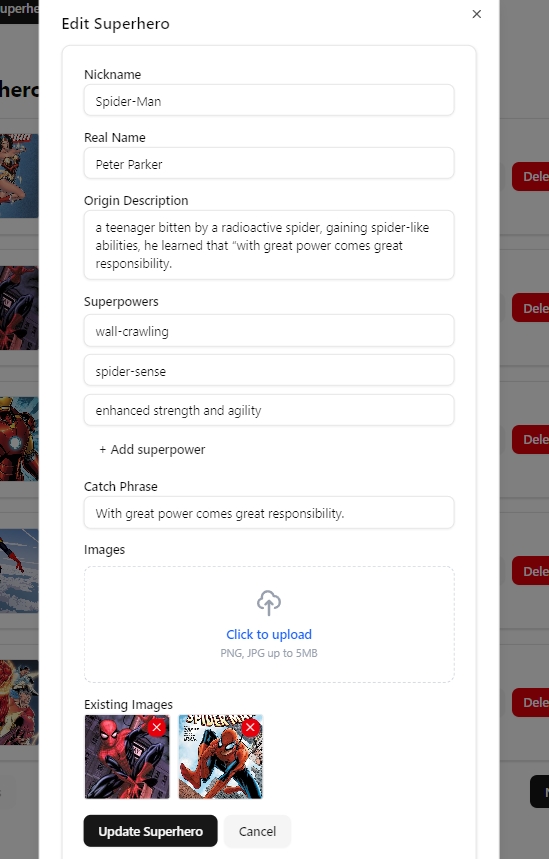 uperhe
Edit Superhero
hero
Nickname
Spider-Man
Real Name
Peter Parker
Origin Description
a teenager bitten by a radioactive spider, gaining spider-like
abilities, he learned that “with great power comes great
responsibility.
Superpowers
wall-crawling
spider-sense
enhanced strength and agility
+ Add superpower
Catch Phrase
With great power comes great responsibility.
Images
Click to upload
PNG, JPG up to 5MB
Existing Images
Update Superhero
Cancel
Dele
Dele
Dele
Dele
Dele